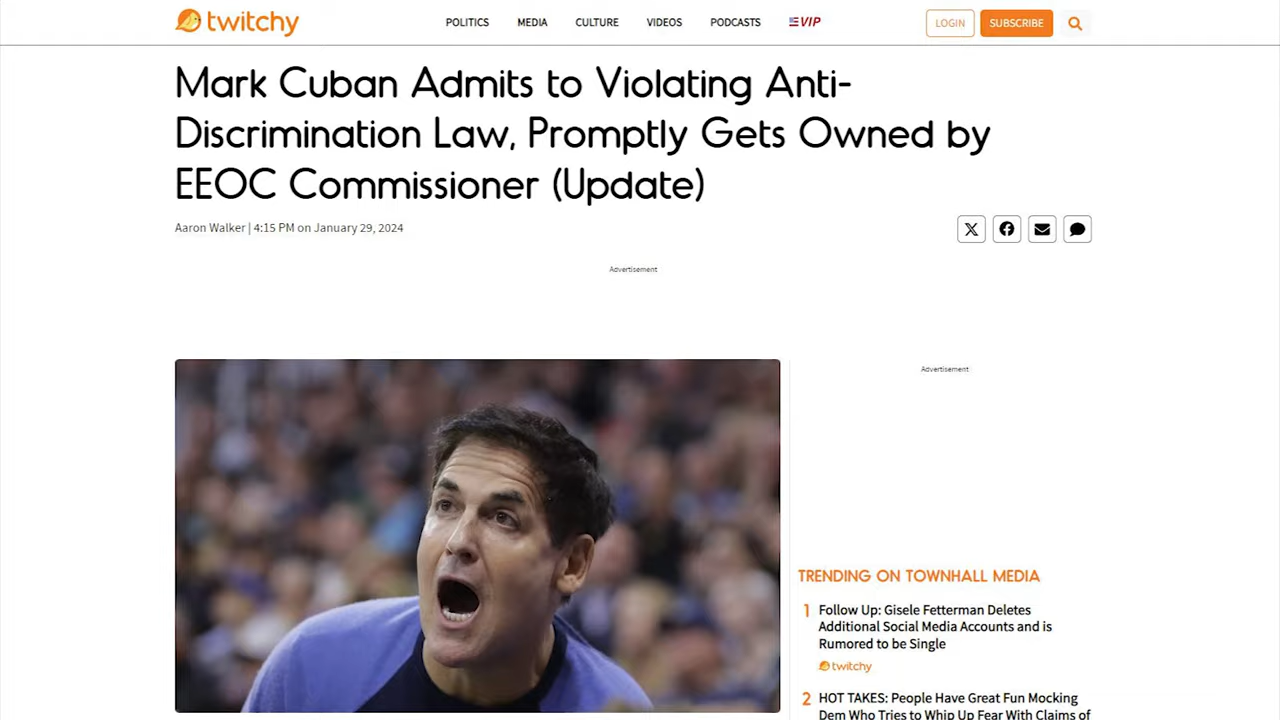 twitchy
POLITICS MEDIA CULTURE VIDEOS PODCASTS VIP
LOGIN SUBSCRIBE
Mark Cuban Admits to Violating Anti-
Discrimination Law, Promptly Gets Owned by
EEOC Commissioner (Update)
Aaron Walker | 4:15 PM on January 29, 2024
Advertisement
Advertisement
TRENDING ON TOWNHALL MEDIA
1 Follow Up: Gisele Fetterman Deletes
Additional Social Media Accounts and is
Rumored to be Single
twitchy
2 HOT TAKES: People Have Great Fun Mocking
Dem Who Tries to Whip Up Fear With Claims of